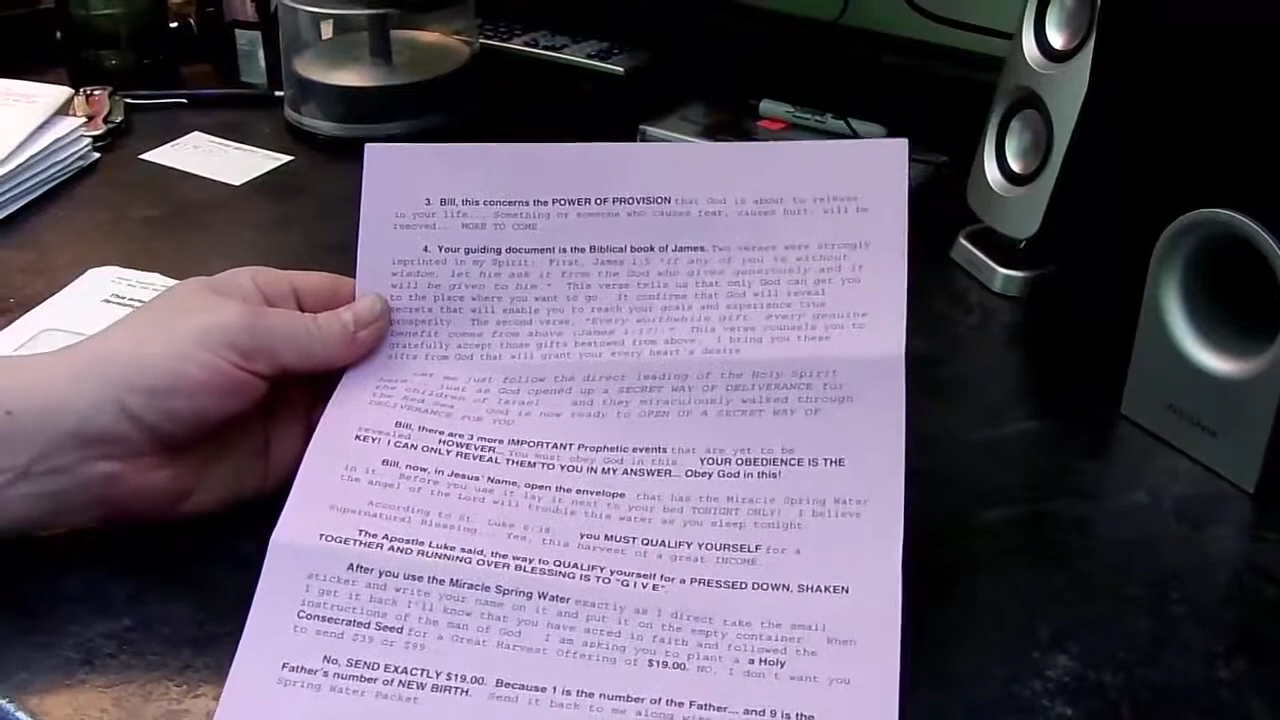 3. Bill, this concerns the POWER OF PROVISION that God is about to release
in your life... Something or someone who causes fear, causes hurt, will be
removed... MORE TO COME
4. Your guiding document is the Biblical book of James. Two verses were strongly
imprinted in my Spirit: First, James 1:5 "if any of you is without
wisdom, let him ask it from the God who gives generously and it
will be given to him." This verse tells us that only God can get you
to the place where you want to go. It confirms that God will reveal
secrets that will enable you to reach your goals and experience true
prosperity. The second verse, "Every worthwhile gift, every genuine
benefit comes from above (James 1:17)." This verse counsels you to
gratefully accept those gifts bestowed from above. I bring you these
gifts from God that will grant your every heart's desire
Let me just follow the direct leading of the Holy Spirit
here... Just as God opened up a SECRET WAY OF DELIVERANCE for
the children of Israel and they miraculously walked through
the Red Sea God is now ready to OPEN UP A SECRET WAY OF
DELIVERANCE FOR YOU
Bill, there are 3 more IMPORTANT Prophetic events that are yet to be
revealed... HOWEVER... You must obey God in this YOUR OBEDIENCE IS THE
KEY! I CAN ONLY REVEAL THEM TO YOU IN MY ANSWER... Obey God in this!
Bill, now, in Jesus' Name, open the envelope that has the Miracle Spring Water
in it. Before you use it lay it next to your bed TONIGHT ONLY! I believe
the angel of the Lord will trouble this water as you sleep tonight
According to St. Luke 6:38, you MUST QUALIFY YOURSELF for a
Supernatural Blessing... Yes, this harvest of a great INCOME...
The Apostle Luke said, the way to QUALIFY yourself for a PRESSED DOWN, SHAKEN
TOGETHER AND RUNNING OVER BLESSING IS TO "G I V E".
After you use the Miracle Spring Water exactly as I direct take the small
sticker and write your name on it and put it on the empty container. When
I get it back I'll know that you have acted in faith and followed the
instructions of the man of God I am asking you to plant a a Holy
Consecrated Seed for a Great Harvest Offering of $19.00. NO, I don't want you
to send $39 or $99
No, SEND EXACTLY $19.00. Because 1 is the number of the Father... and 9 is the
Father's number of NEW BIRTH. Send it back to me along with
Spring Water Packet